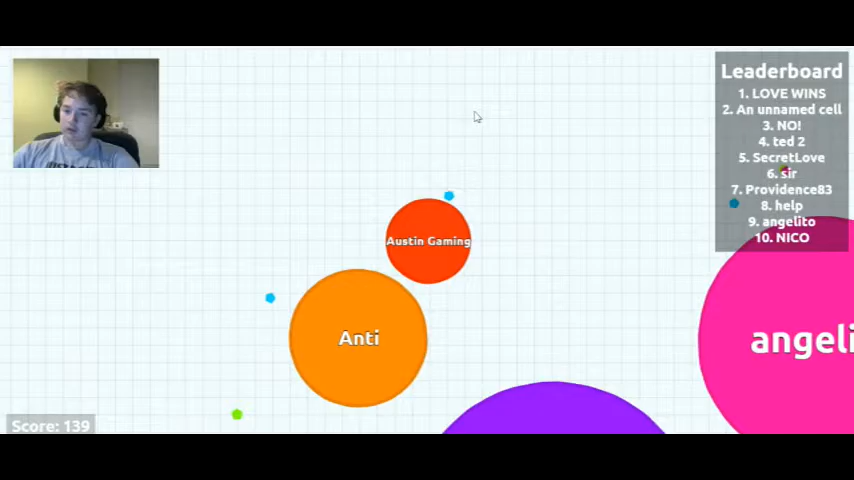 Leaderboard
1. LOVE WINS
2. An unnamed cell
3. NO!
4. ted 2
5. SecretLove
6. sir
7. Providence83
8. help
9. angelito
10. NICO
Austin Gaming
Anti
angeli
Score: 139